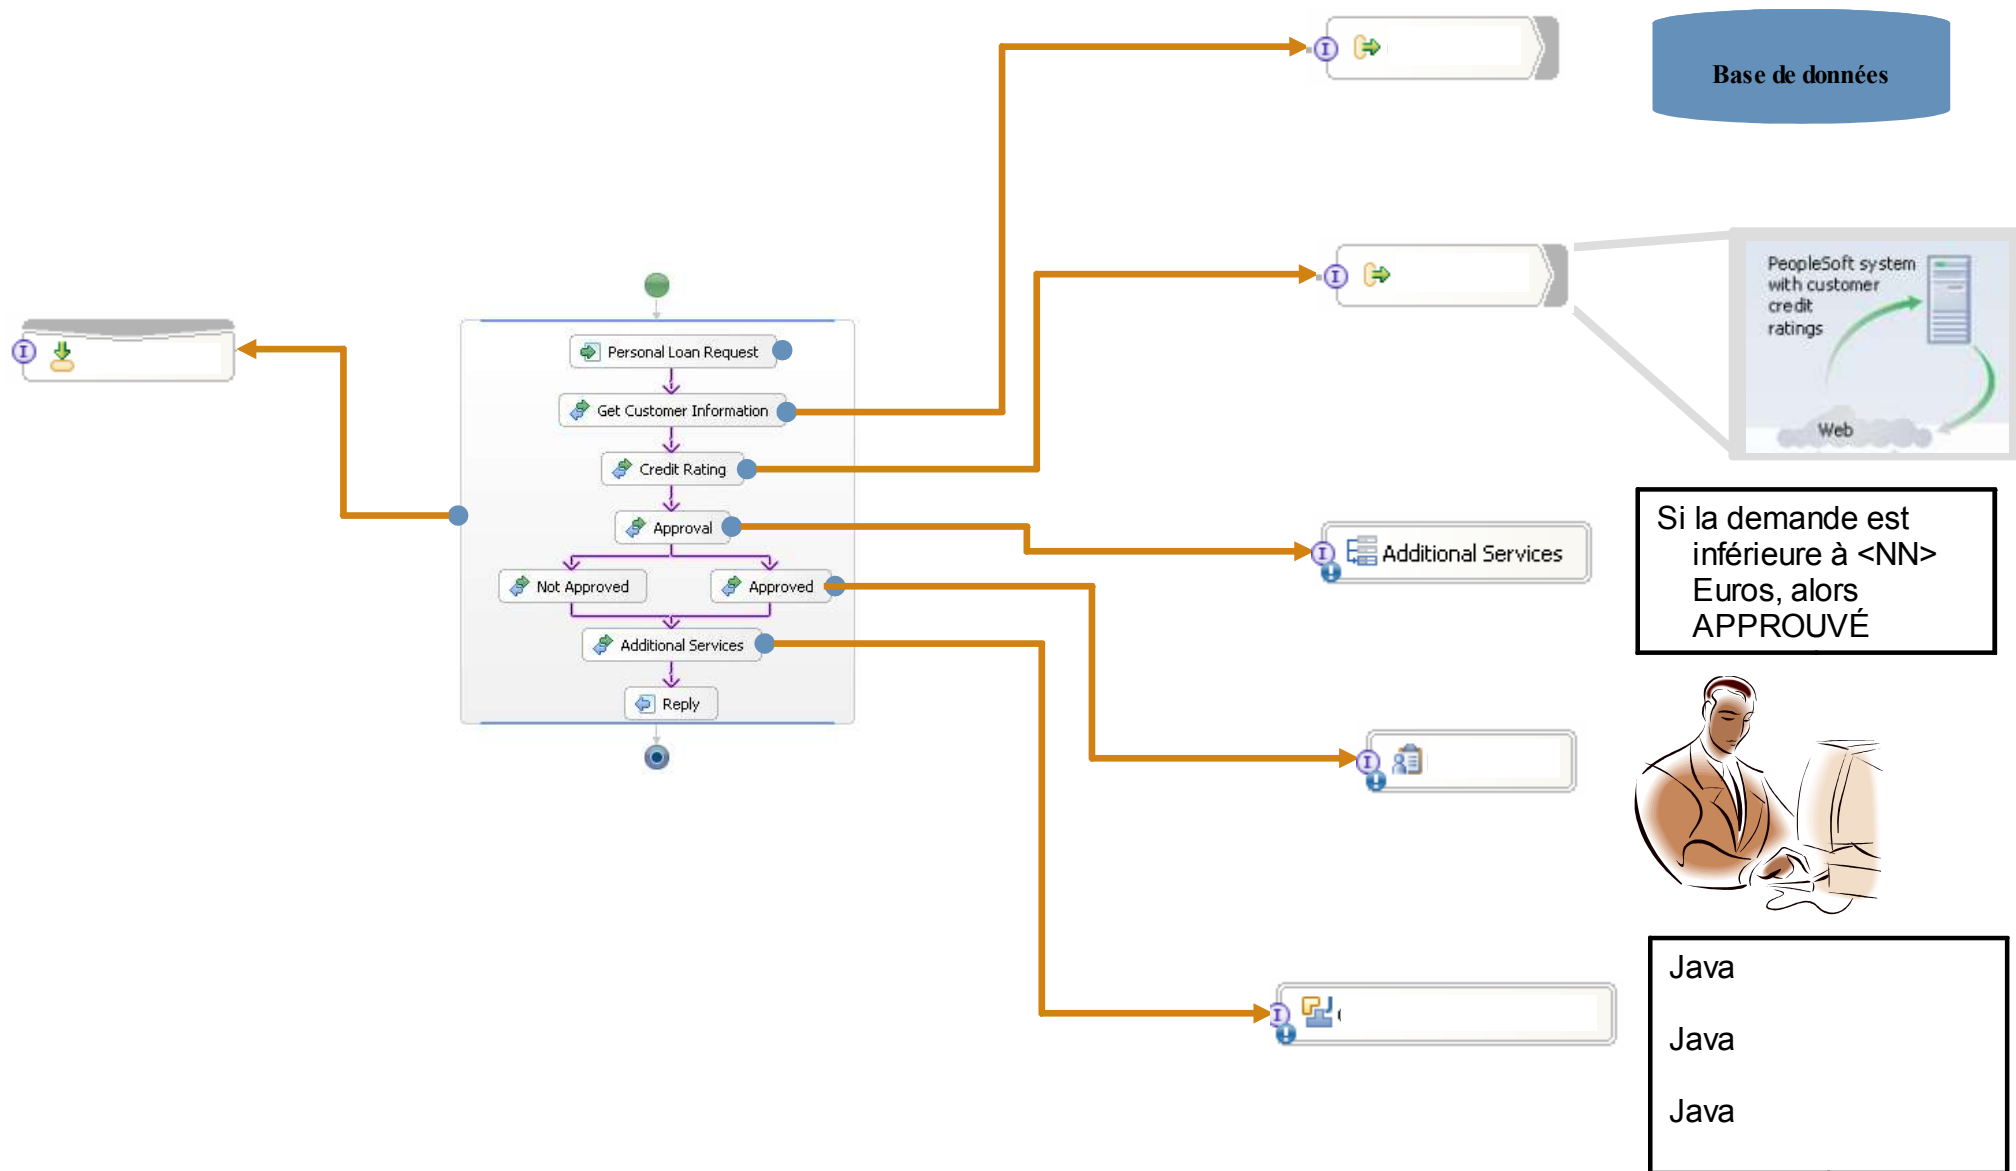 Base de données
PeopleSoft system
with customer
credit
ratings
Web
Personal Loan Request
Get Customer Information
Credit Rating
Approval
Not Approved
Approved
Additional Services
Reply
Additional Services
Si la demande est
inférieure à <NN>
Euros, alors
APPROUVÉ
Java
Java
Java